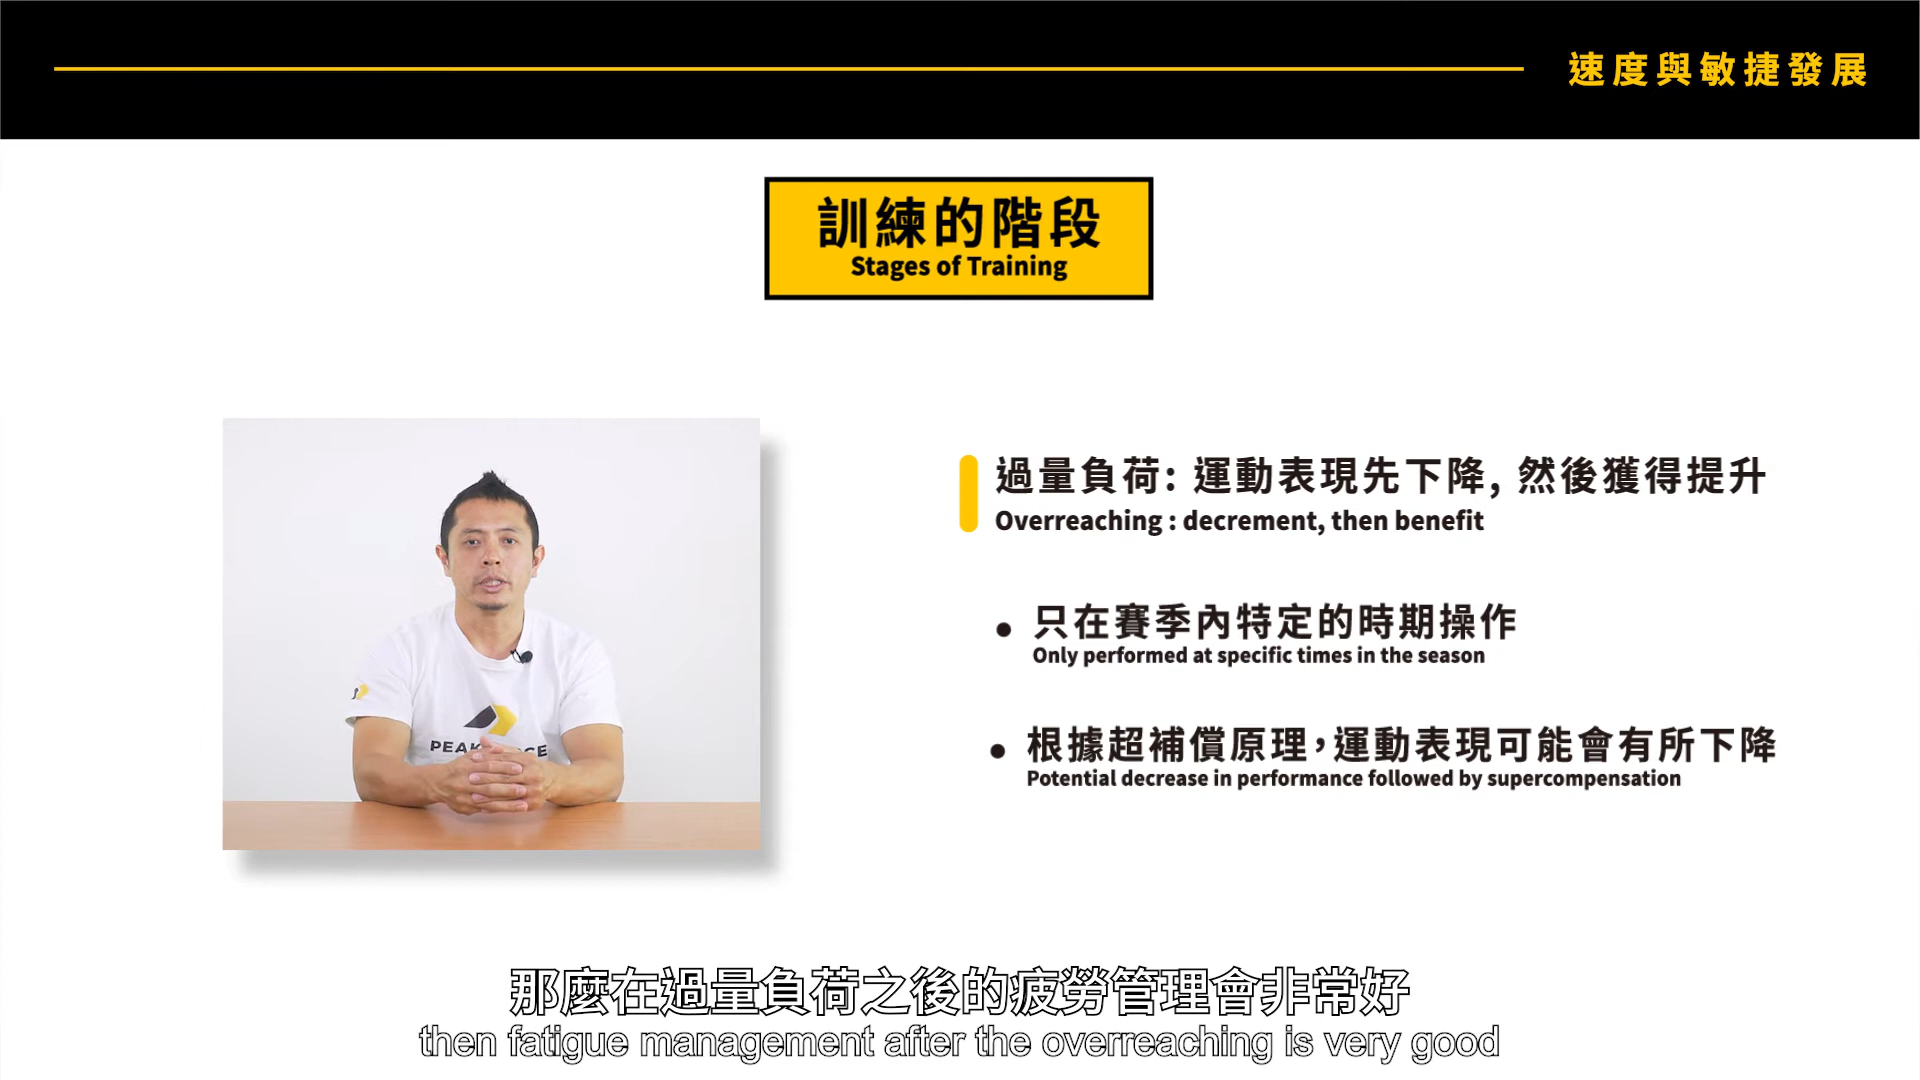 速度與敏捷發展
訓練的階段
Stages of Training
過量負荷: 運動表現先下降, 然後獲得提升
Overreaching : decrement, then benefit
• 只在賽季內特定的時期操作
Only performed at specific times in the season
• 根據超補償原理，運動表現可能會有所下降
Potential decrease in performance followed by supercompensation
那麼在過量負荷之後的疲勞管理會非常好
then fatigue management after the overreaching is very good